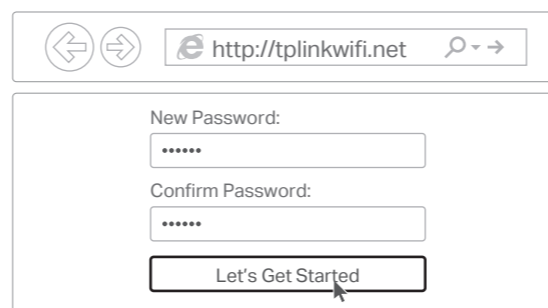 http://tplinkwifi.net
New Password:
••••••
Confirm Password:
••••••
Let's Get Started